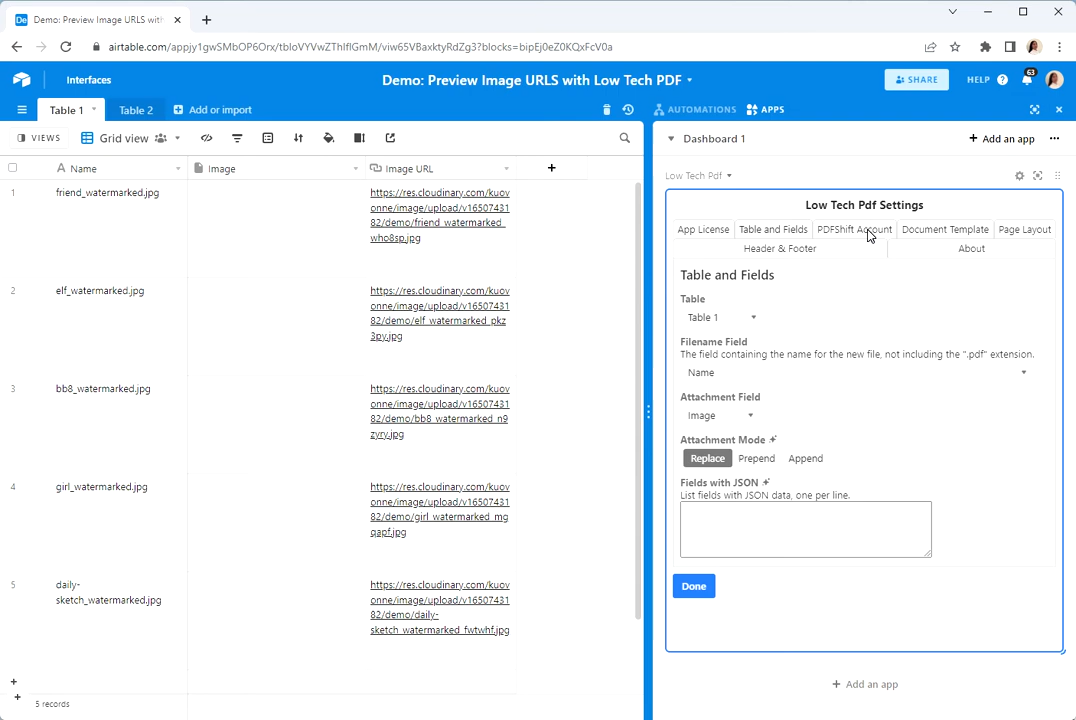 De Demo: Preview Image URLS with
airtable.com/appjy1gwSMbOP6Orx/tbloVYVwZThIfIGmM/viw65VBaxktyRdZg3?blocks=bipEj0eZ0KQxFcV0a
Interfaces
Demo: Preview Image URLS with Low Tech PDF
SHARE
HELP
63
Table 1
Table 2
Add or import
AUTOMATIONS
APPS
VIEWS
Grid view
Dashboard 1
Add an app
Name
Image
Image URL
Low Tech Pdf
1
friend_watermarked.jpg
https://res.cloudinary.com/kuov
onne/image/upload/v16507431
82/demo/friend_watermarked_
who8sp.jpg
2
elf_watermarked.jpg
https://res.cloudinary.com/kuov
onne/image/upload/v16507431
82/demo/elf_watermarked_pkz
3py.jpg
3
bb8_watermarked.jpg
https://res.cloudinary.com/kuov
onne/image/upload/v16507431
82/demo/bb8_watermarked_n9
zyry.jpg
4
girl_watermarked.jpg
https://res.cloudinary.com/kuov
onne/image/upload/v16507431
82/demo/girl_watermarked_mg
qapf.jpg
5
daily-
sketch_watermarked.jpg
https://res.cloudinary.com/kuov
onne/image/upload/v16507431
82/demo/daily-
sketch_watermarked_fwtwhf.jpg
5 records
Low Tech Pdf Settings
App License
Table and Fields
PDFShift Account
Document Template
Page Layout
Header & Footer
About
Table and Fields
Table
Table 1
Filename Field
The field containing the name for the new file, not including the ".pdf" extension.
Name
Attachment Field
Image
Attachment Mode
Replace
Prepend
Append
Fields with JSON
List fields with JSON data, one per line.
Done
Add an app